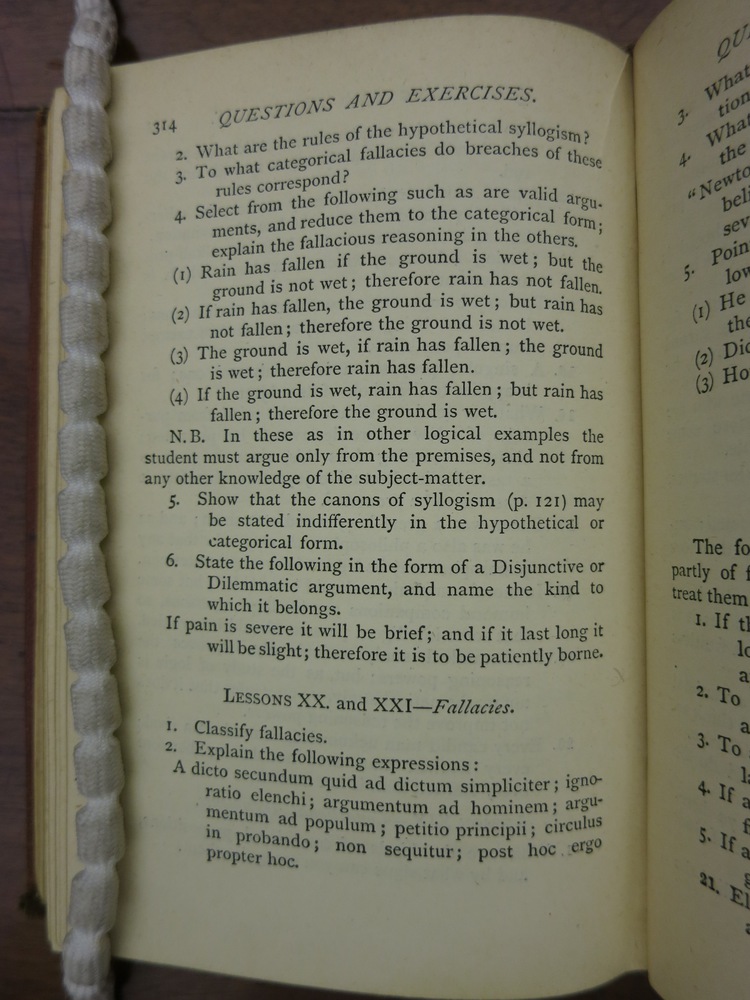 314 QUESTIONS AND EXERCISES.
2. What are the rules of the hypothetical syllogism?
3. To what categorical fallacies do breaches of these
rules correspond?
4. Select from the following such as are valid argu-
ments, and reduce them to the categorical form;
explain the fallacious reasoning in the others.
(1) Rain has fallen if the ground is wet; but the
ground is not wet; therefore rain has not fallen.
(2) If rain has fallen, the ground is wet; but rain has
not fallen; therefore the ground is not wet.
(3) The ground is wet, if rain has fallen; the ground
is wet; therefore rain has fallen.
(4) If the ground is wet, rain has fallen; but rain has
fallen; therefore the ground is wet.
N.B. In these as in other logical examples the
student must argue only from the premises, and not from
any other knowledge of the subject-matter.
5. Show that the canons of syllogism (p. 121) may
be stated indifferently in the hypothetical or
categorical form.
6. State the following in the form of a Disjunctive or
Dilemmatic argument, and name the kind to
which it belongs.
If pain is severe it will be brief; and if it last long it
will be slight; therefore it is to be patiently borne.
LESSONS XX. and XXI—Fallacies.
1. Classify fallacies.
2. Explain the following expressions:
A dicto secundum quid ad dictum simpliciter; igno-
ratio elenchi; argumentum ad hominem; argu-
mentum ad populum; petitio principii; circulus
in probando; non sequitur; post hoc ergo
propter hoc.
3. What
tion
4. What
the
"Newto
beli
sev
5. Poin
low
(1) He
the
(2) Dic
(3) Ho
The fo
partly of f
treat them
1. If th
lo
a
2. To
a
3. To
la
4. If a
f
5. If a
g
21. El